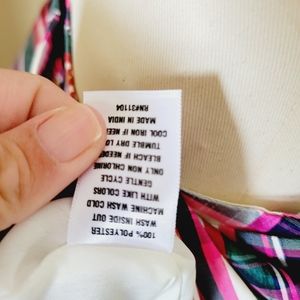 100% POLYESTER
WASH INSIDE OUT
MACHINE WASH COLD
WITH LIKE COLORS
GENTLE CYCLE
ONLY NON CHLORINE
BLEACH IF NEEDED
TUMBLE DRY LO
COOL IRON IF NEE
MADE IN INDIA
RN#31104